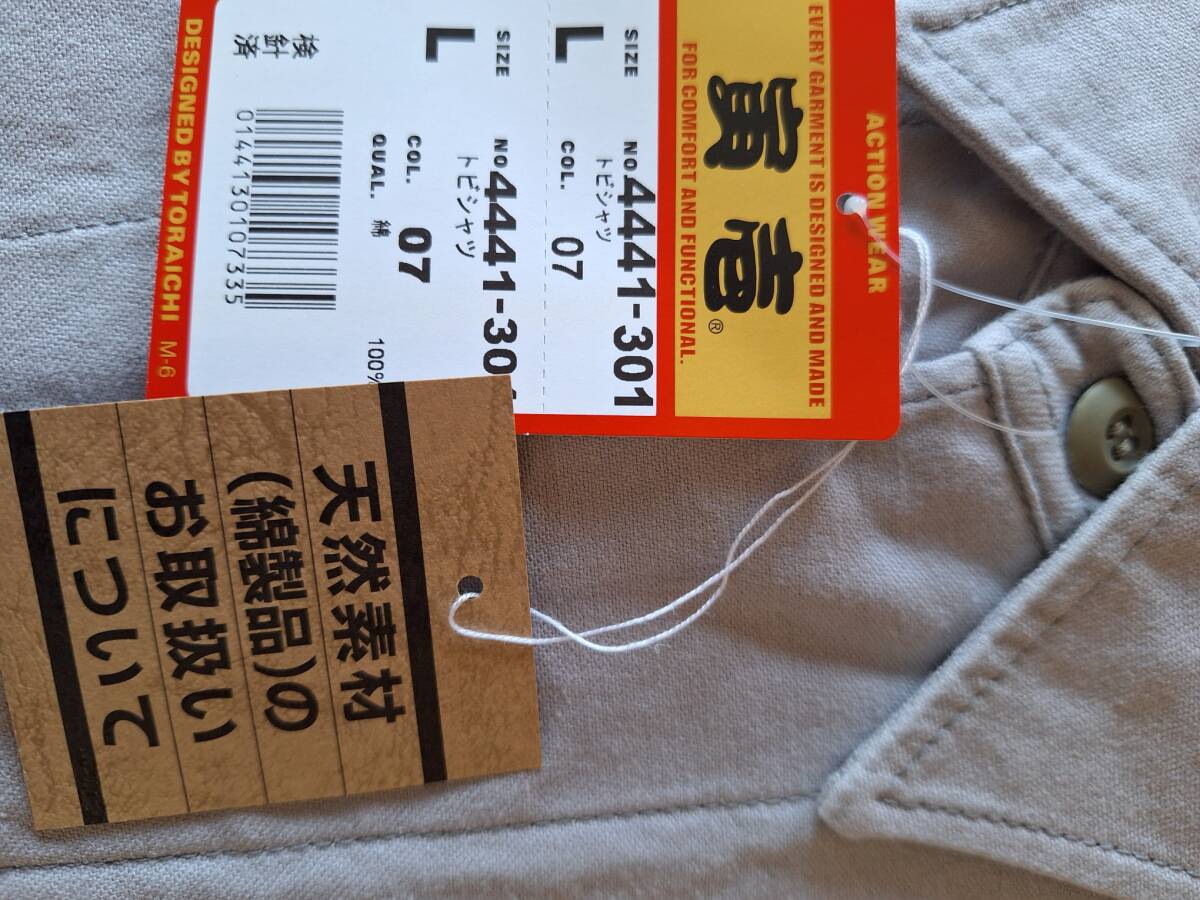 ACTION WEAR
EVERY GARMENT IS DESIGNED AND MADE
寅壱®
FOR COMFORT AND FUNCTIONAL.
SIZE No 4441-301
L トビシャツ
COL. 07
SIZE No 4441-301
L トビシャツ
COL. 07
QUAL. 綿 100%
検針済
0144130107335
DESIGNED BY TORAICHI M-6
天然素材
(綿製品)の
お取扱い
について